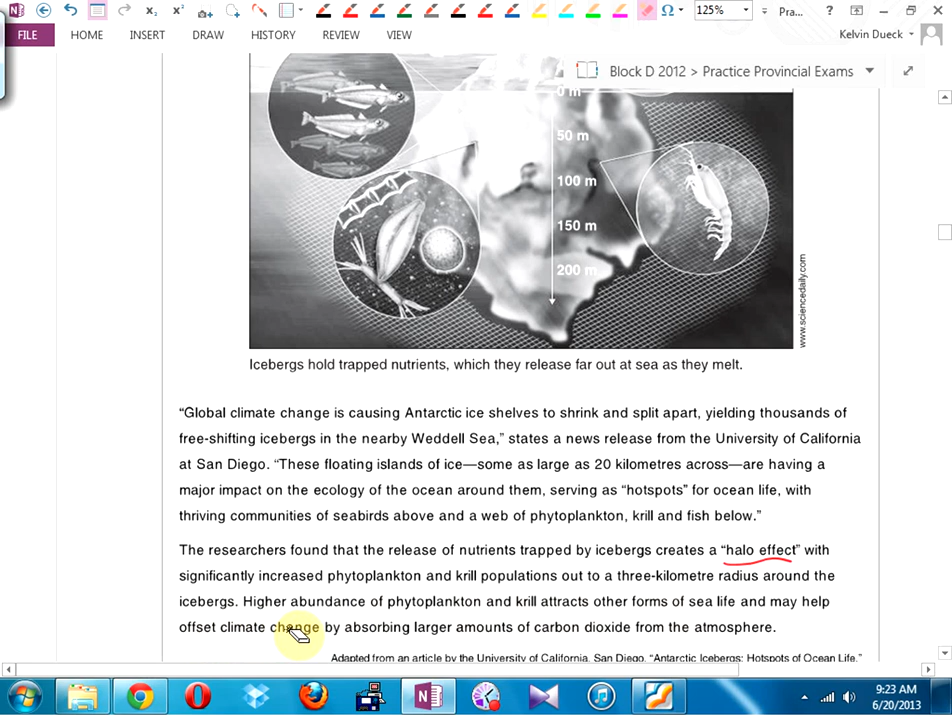 125%
Pra...
?
FILE
HOME
INSERT
DRAW
HISTORY
REVIEW
VIEW
Kelvin Dueck
Block D 2012 > Practice Provincial Exams
0 m
50 m
100 m
150 m
200 m
www.sciencedaily.com
Icebergs hold trapped nutrients, which they release far out at sea as they melt.
“Global climate change is causing Antarctic ice shelves to shrink and split apart, yielding thousands of
free-shifting icebergs in the nearby Weddell Sea,” states a news release from the University of California
at San Diego. “These floating islands of ice—some as large as 20 kilometres across—are having a
major impact on the ecology of the ocean around them, serving as “hotspots” for ocean life, with
thriving communities of seabirds above and a web of phytoplankton, krill and fish below.”
The researchers found that the release of nutrients trapped by icebergs creates a “halo effect” with
significantly increased phytoplankton and krill populations out to a three-kilometre radius around the
icebergs. Higher abundance of phytoplankton and krill attracts other forms of sea life and may help
offset climate change by absorbing larger amounts of carbon dioxide from the atmosphere.
Adapted from an article by the University of California, San Diego, “Antarctic Icebergs: Hotspots of Ocean Life,”
9:23 AM
6/20/2013